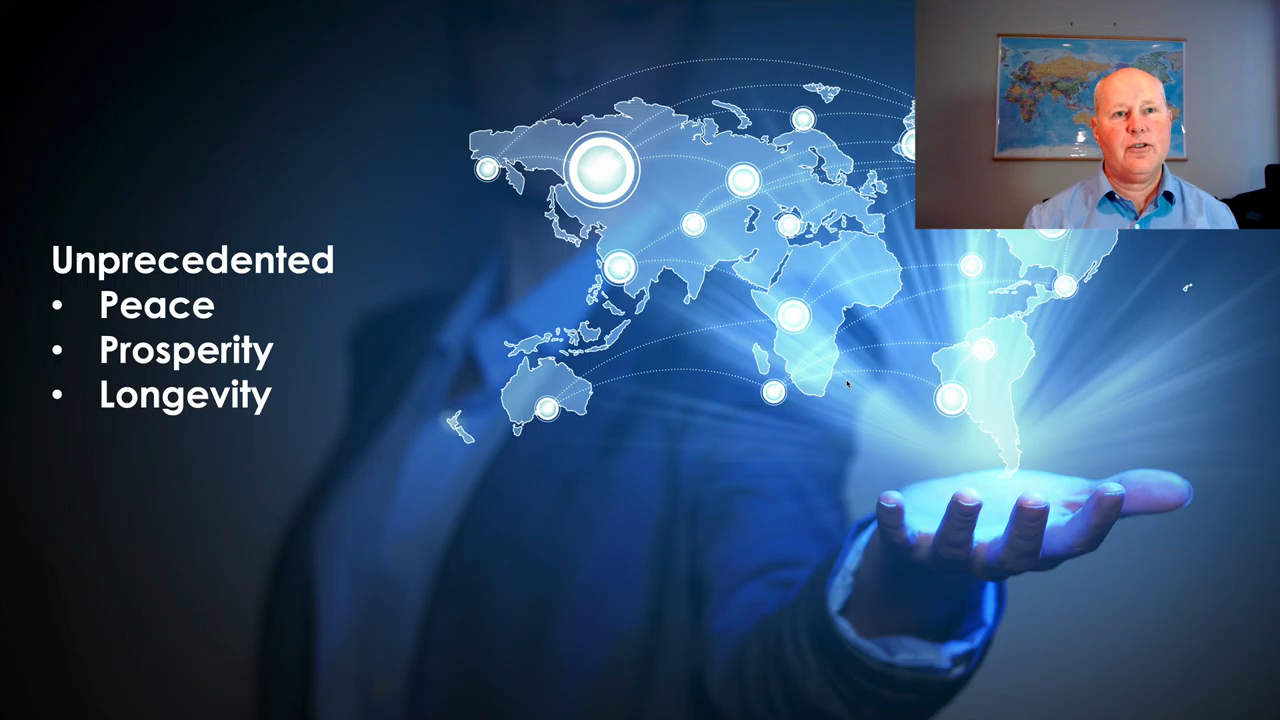 Unprecedented
• Peace
• Prosperity
• Longevity